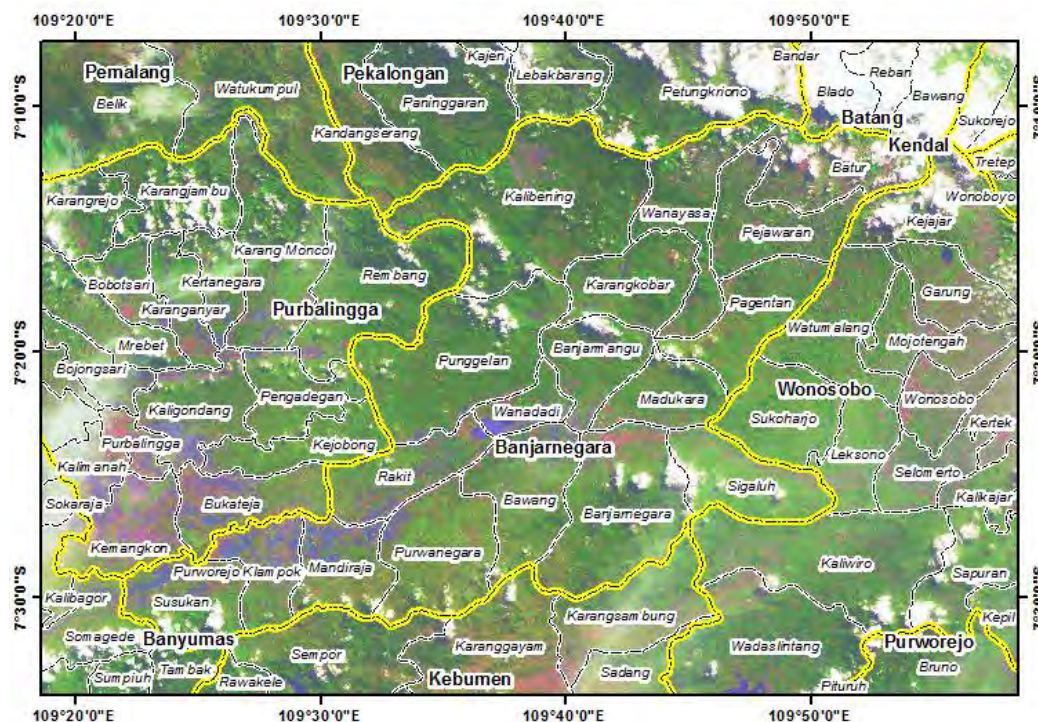 109°20'0"E 109°30'0"E 109°40'0"E 109°50'0"E
Kajen
Bandar
Pemalang
Pekalongan
Lebakbarang
Reban
Belik
Watukumpul
Paninggaran
Petungkriono
Blado
Bawang
7°10'0"S
Batang
Sukorejo
Kandangserang
Kendal
Tretep
Karangjambu
Batur
Karangrejo
Kalibening
Wanayasa
Wonoboyo
Kejajar
Pejawaran
Karang Moncol
Bobotsari
Kertanegara
Rembang
Karangkobar
Garung
Karanganyar
Purbalingga
Pagentan
Watumalang
Mojotengah
Mrebet
7°20'0"S
7°20'0"S
Bojongsari
Punggelan
Banjarmangu
Wonosobo
Pengadegan
Madukara
Wonosobo
Kaligondang
Wanadadi
Sukoharjo
Kertek
Purbalingga
Kejobong
Banjarnegara
Leksono
Kalimanah
Rakit
Selomerto
Sigaluh
Sokaraja
Bukateja
Bawang
Kalikajar
Banjarnegara
Kemangkon
Purwanegara
Kaliwiro
Purworejo Klampok
Mandiraja
Sapuran
7°30'0"S
7°30'0"S
Kalibagor
Susukan
Karangsambung
Kepil
Somagede
Banyumas
Karanggayam
Wadaslintang
Purworejo
Sempor
Tambak
Sadang
Bruno
Sumpiuh
Rawakele
Kebumen
Pituruh
109°20'0"E 109°30'0"E 109°40'0"E 109°50'0"E